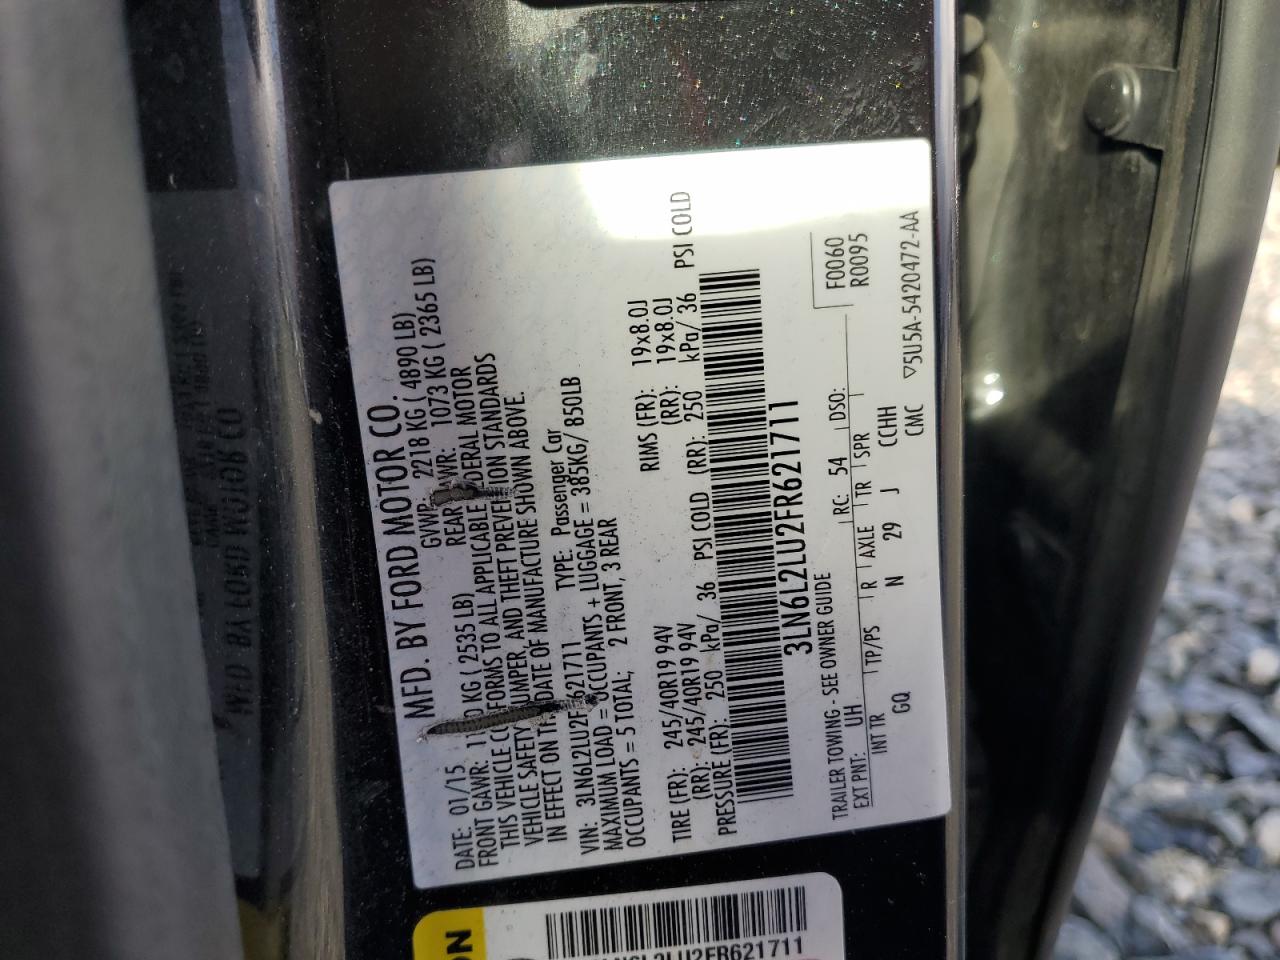 MFD. BY FORD MOTOR CO.
DATE: 01/15 GVWR: 2218 KG ( 4890 LB)
FRONT GAWR: KG ( 2535 LB) REAR GAWR: 1073 KG ( 2365 LB)
THIS VEHICLE CONFORMS TO ALL APPLICABLE FEDERAL MOTOR
VEHICLE SAFETY, BUMPER, AND THEFT PREVENTION STANDARDS
IN EFFECT ON THE DATE OF MANUFACTURE SHOWN ABOVE.
VIN: 3LN6L2LU2FR621711 TYPE: Passenger Car
MAXIMUM LOAD = OCCUPANTS + LUGGAGE = 385KG/ 850LB
OCCUPANTS = 5 TOTAL; 2 FRONT, 3 REAR
TIRE (FR): 245/40R19 94V RIMS (FR): 19x8.0J
(RR): 245/40R19 94V (RR): 19x8.0J
PRESSURE (FR): 250 kPa/ 36 PSI COLD (RR): 250 kPa/ 36 PSI COLD
3LN6L2LU2FR621711
TRAILER TOWING - SEE OWNER GUIDE
F0060
R0095
EXT PNT: UH RC: 54 DSO:
INT TR TP/PS R AXLE TR SPR
GQ N 29 J CCHH
CMC ▽5U5A-5420472-AA
3LN6L2LU2FR621711